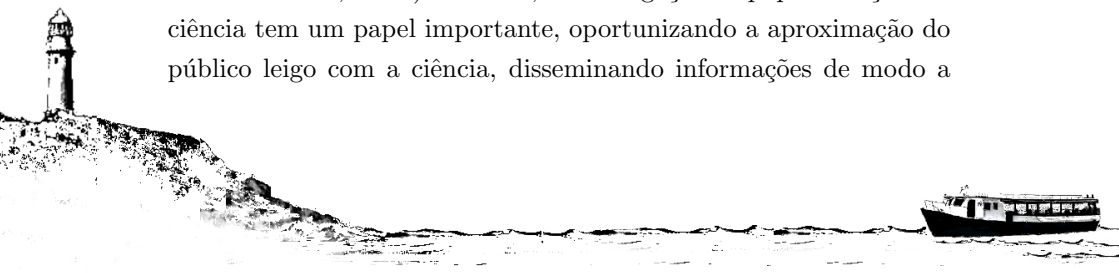 ciência tem um papel importante, oportunizando a aproximação do
público leigo com a ciência, disseminando informações de modo a